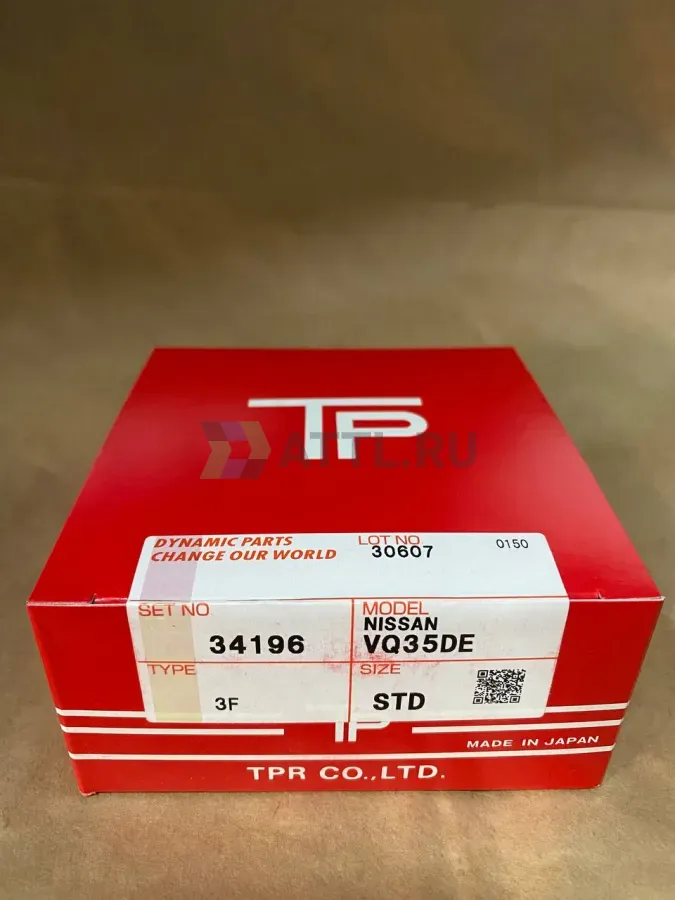 TP
ATTL.RU
DYNAMIC PARTS
CHANGE OUR WORLD
LOT NO.
30607
0150
SET NO
34196
MODEL
NISSAN
VQ35DE
TYPE
3F
SIZE
STD
TP
MADE IN JAPAN
TPR CO.,LTD.